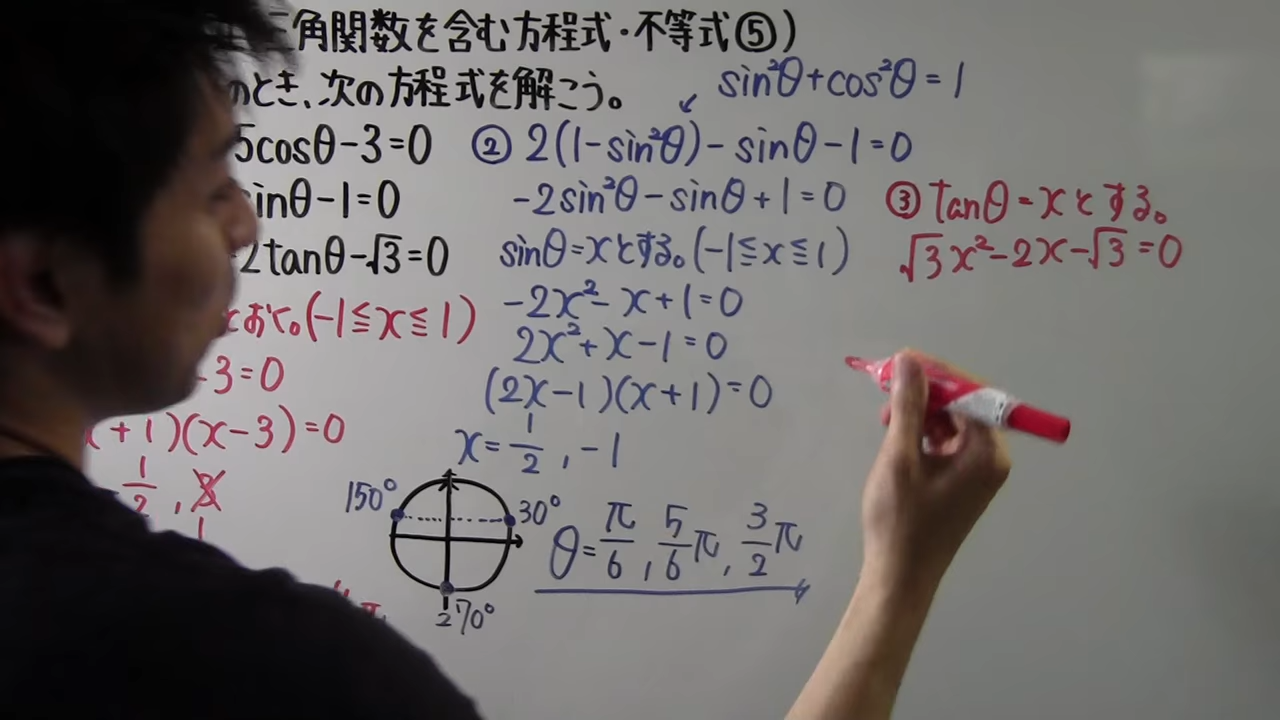 三角関数を含む方程式・不等式⑤)
のとき、次の方程式を解こう。
5cosθ-3=0
sinθ-1=0
2tanθ-√3=0
とおく。(-1≦x≦1)
-3=0
x+1)(x-3)=0
1/2, 3
sin²θ+cos²θ=1
② 2(1-sin²θ)-sinθ-1=0
-2sin²θ-sinθ+1=0
sinθ=xとする。(-1≦x≦1)
-2x²-x+1=0
2x²+x-1=0
(2x-1)(x+1)=0
x=1/2, -1
150°
30°
270°
θ=π/6, 5/6π, 3/2π
③ tanθ=xとする。
√3x²-2x-√3=0